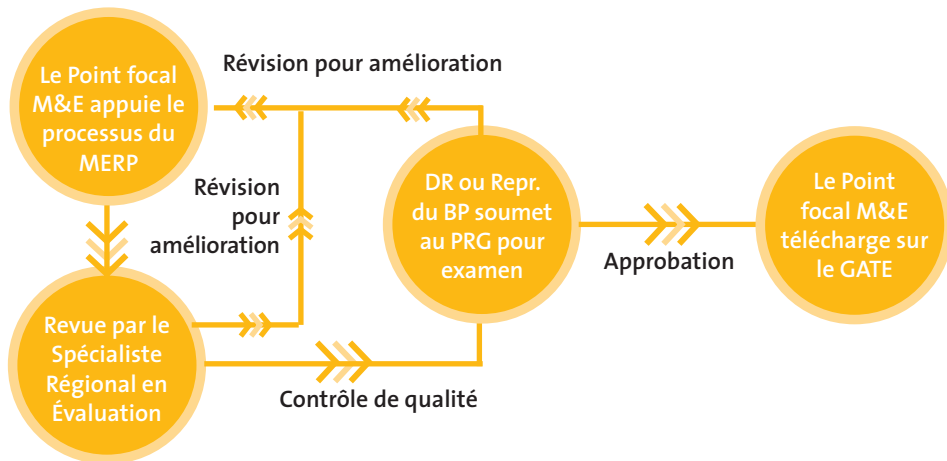 Le Point focal
M&E appuie le
processus du
MERP
Révision pour amélioration
Révision
pour
amélioration
Revue par le
Spécialiste
Régional en
Évaluation
Contrôle de qualité
DR ou Repr.
du BP soumet
au PRG pour
examen
Approbation
Le Point
focal M&E
télécharge sur
le GATE